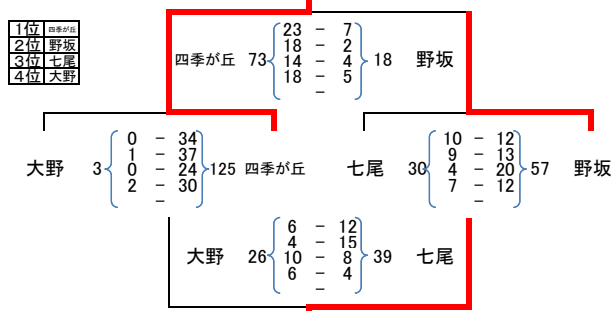 1位 四季が丘
2位 野坂
3位 七尾
4位 大野
四季が丘 73 18 野坂
23 - 7
18 - 2
14 - 4
18 - 5
-
大野 3 125 四季が丘
0 - 34
1 - 37
0 - 24
2 - 30
-
七尾 30 57 野坂
10 - 12
9 - 13
4 - 20
7 - 12
-
大野 26 39 七尾
6 - 12
4 - 15
10 - 8
6 - 4
-